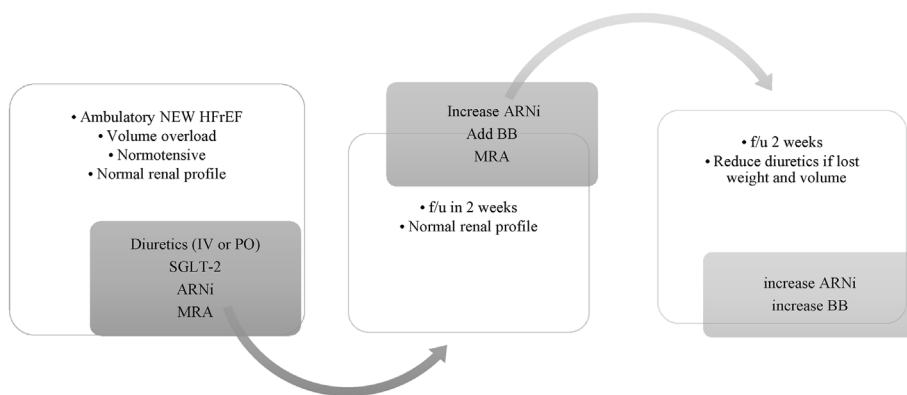 • Ambulatory NEW HFrEF
• Volume overload
• Normotensive
• Normal renal profile
Diuretics (IV or PO)
SGLT-2
ARNi
MRA
Increase ARNi
Add BB
MRA
• f/u in 2 weeks
• Normal renal profile
• f/u 2 weeks
• Reduce diuretics if lost
weight and volume
increase ARNi
increase BB